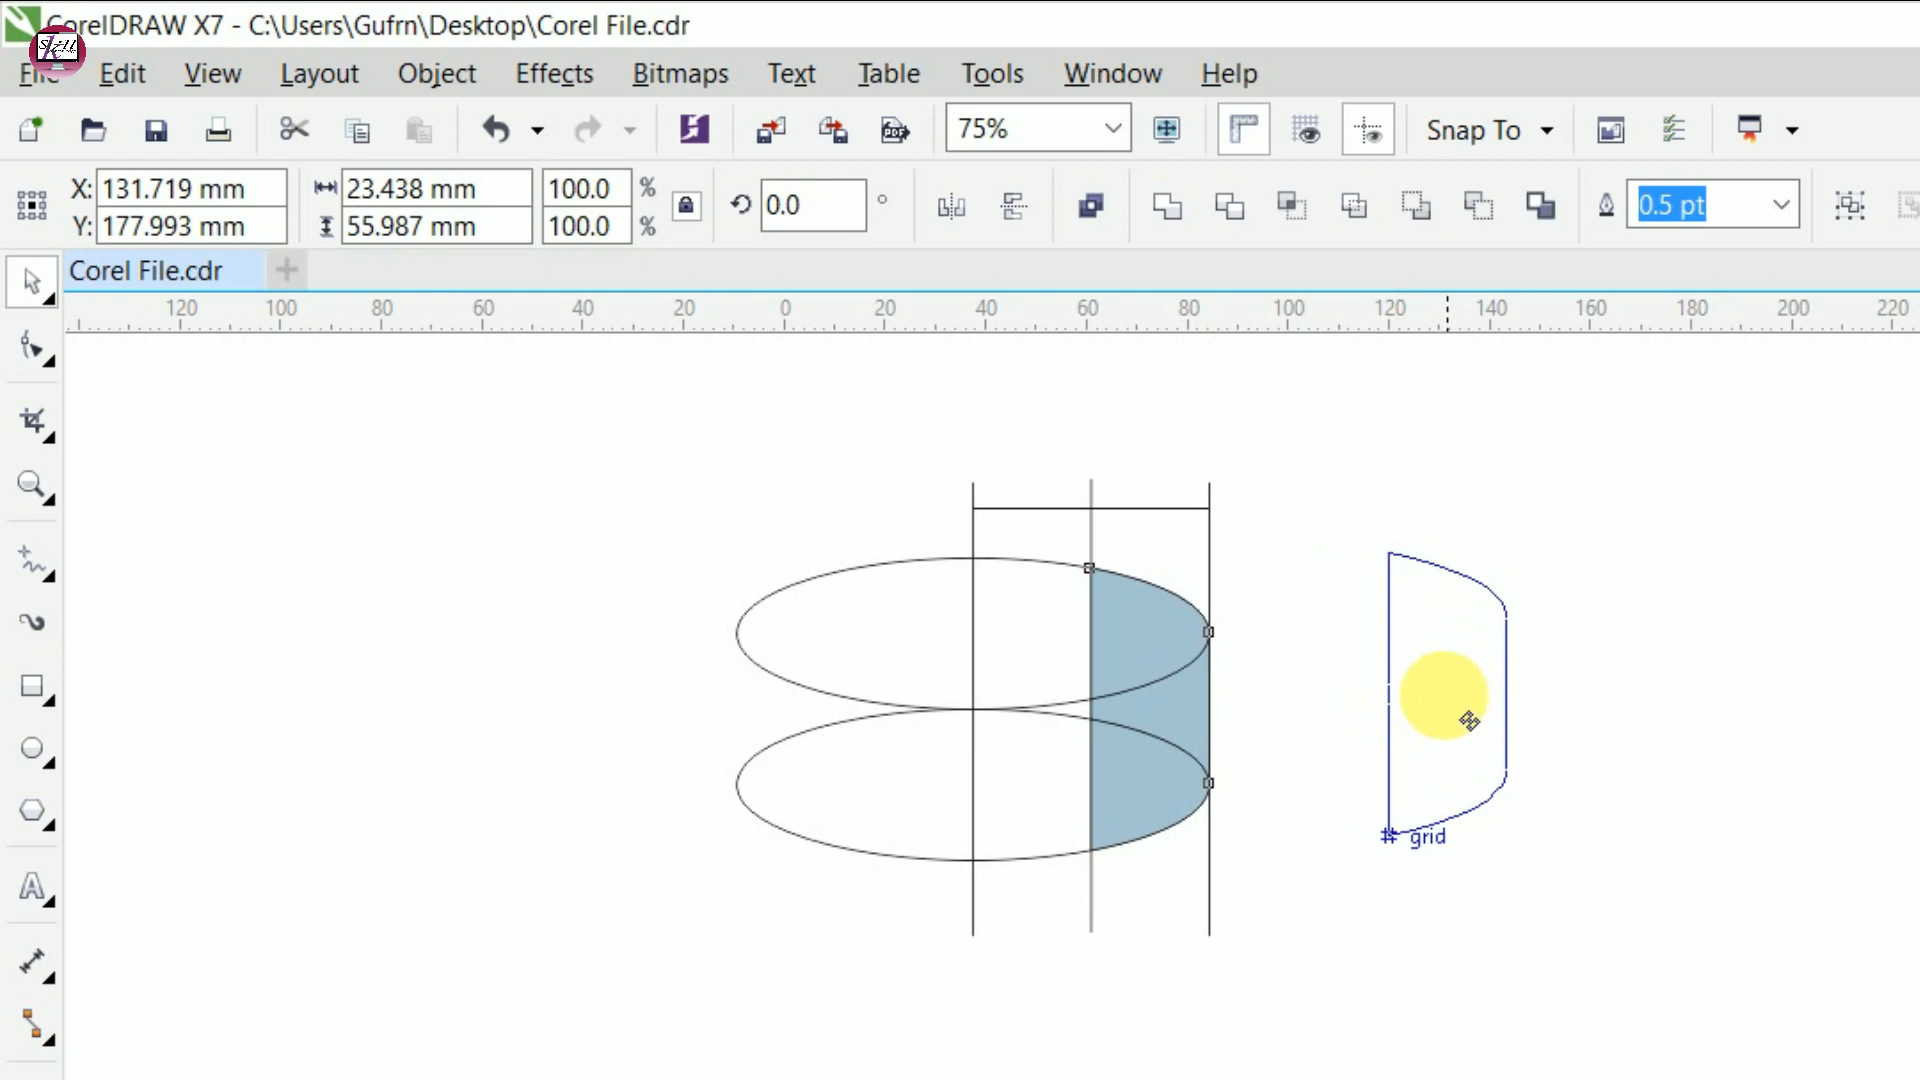 CorelDRAW X7 - C:\Users\Gufrn\Desktop\Corel File.cdr
Skill
File Edit View Layout Object Effects Bitmaps Text Table Tools Window Help
PDF 75% Snap To
X: 131.719 mm 23.438 mm 100.0 % 0.0 ° 0.5 pt
Y: 177.993 mm 55.987 mm 100.0 %
Corel File.cdr
120 100 80 60 40 20 0 20 40 60 80 100 120 140 160 180 200 220
grid